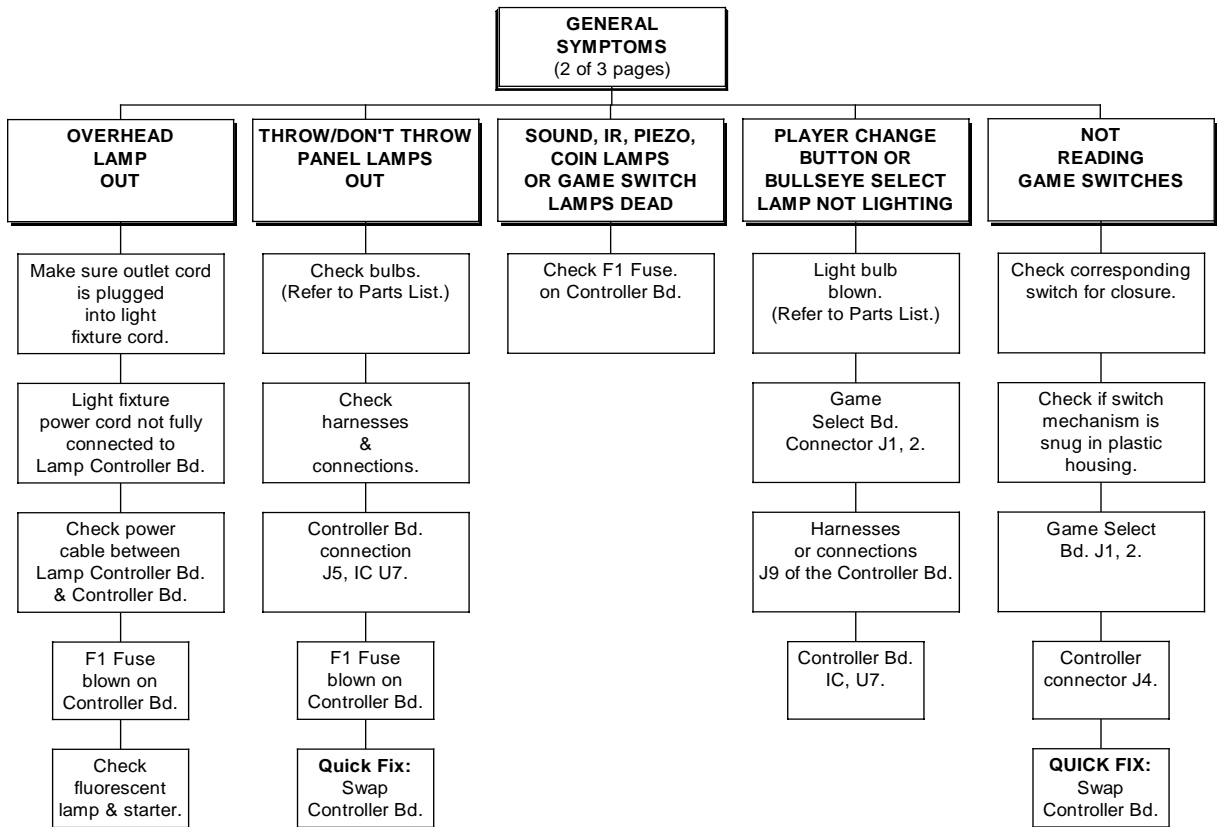 GENERAL
SYMPTOMS
(2 of 3 pages)
OVERHEAD
LAMP
OUT
Make sure outlet cord
is plugged
into light
fixture cord.
Light fixture
power cord not fully
connected to
Lamp Controller Bd.
Check power
cable between
Lamp Controller Bd.
& Controller Bd.
F1 Fuse
blown on
Controller Bd.
Check
fluorescent
lamp & starter.
THROW/DON'T THROW
PANEL LAMPS
OUT
Check bulbs.
(Refer to Parts List.)
Check
harnesses
&
connections.
Controller Bd.
connection
J5, IC U7.
F1 Fuse
blown on
Controller Bd.
Quick Fix:
Swap
Controller Bd.
SOUND, IR, PIEZO,
COIN LAMPS
OR GAME SWITCH
LAMPS DEAD
Check F1 Fuse.
on Controller Bd.
PLAYER CHANGE
BUTTON OR
BULLSEYE SELECT
LAMP NOT LIGHTING
Light bulb
blown.
(Refer to Parts List.)
Game
Select Bd.
Connector J1, 2.
Harnesses
or connections
J9 of the Controller Bd.
Controller Bd.
IC, U7.
NOT
READING
GAME SWITCHES
Check corresponding
switch for closure.
Check if switch
mechanism is
snug in plastic
housing.
Game Select
Bd. J1, 2.
Controller
connector J4.
QUICK FIX:
Swap
Controller Bd.